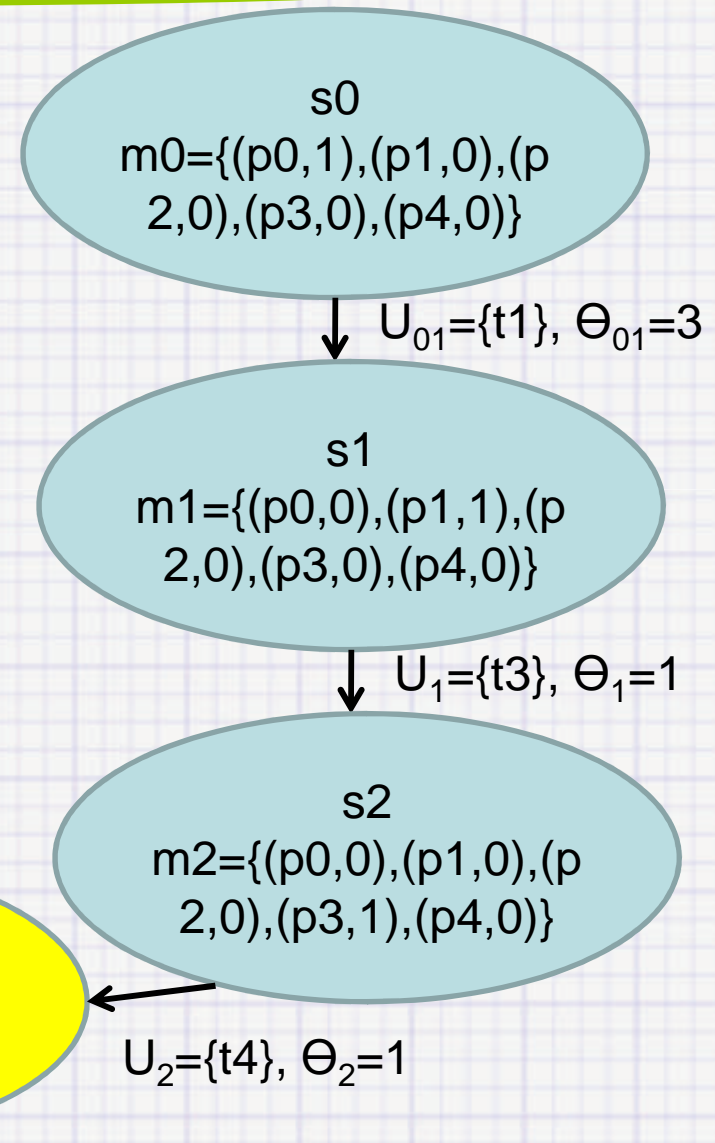 s0
m0={(p0,1),(p1,0),(p
2,0),(p3,0),(p4,0)}
U₀₁={t1}, ϴ₀₁=3
s1
m1={(p0,0),(p1,1),(p
2,0),(p3,0),(p4,0)}
U₁={t3}, ϴ₁=1
s2
m2={(p0,0),(p1,0),(p
2,0),(p3,1),(p4,0)}
U₂={t4}, ϴ₂=1